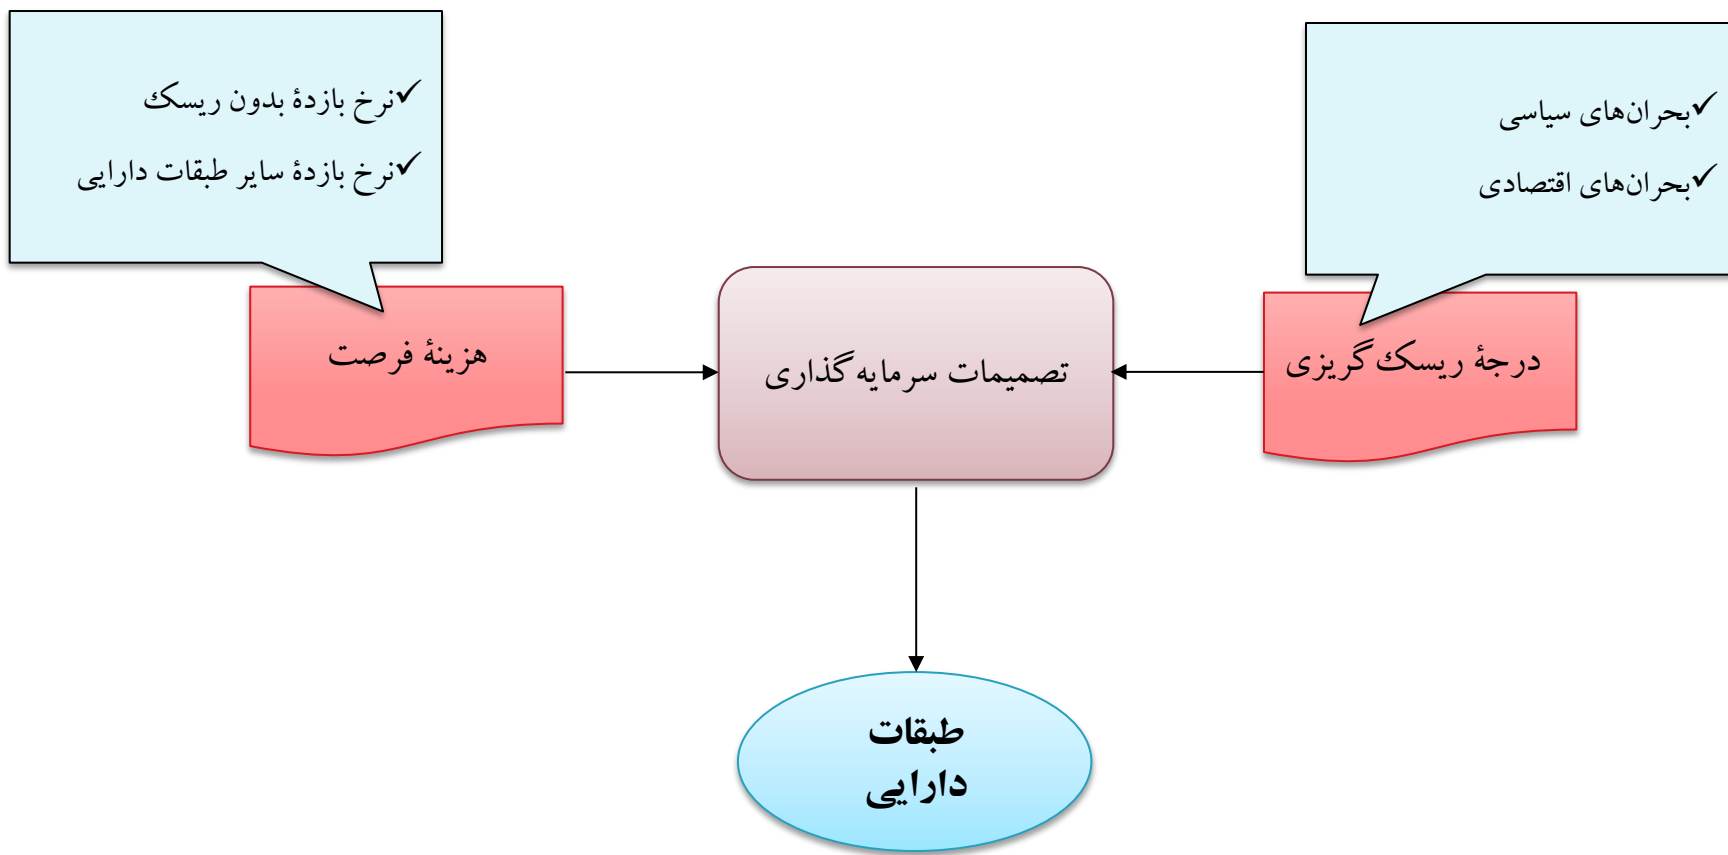 بحران‌های سیاسی
بحران‌های اقتصادی
نرخ بازدهٔ بدون ریسک
نرخ بازدهٔ سایر طبقات دارایی
درجهٔ ریسک‌گریزی
تصمیمات سرمایه‌گذاری
هزینهٔ فرصت
طبقات
دارایی